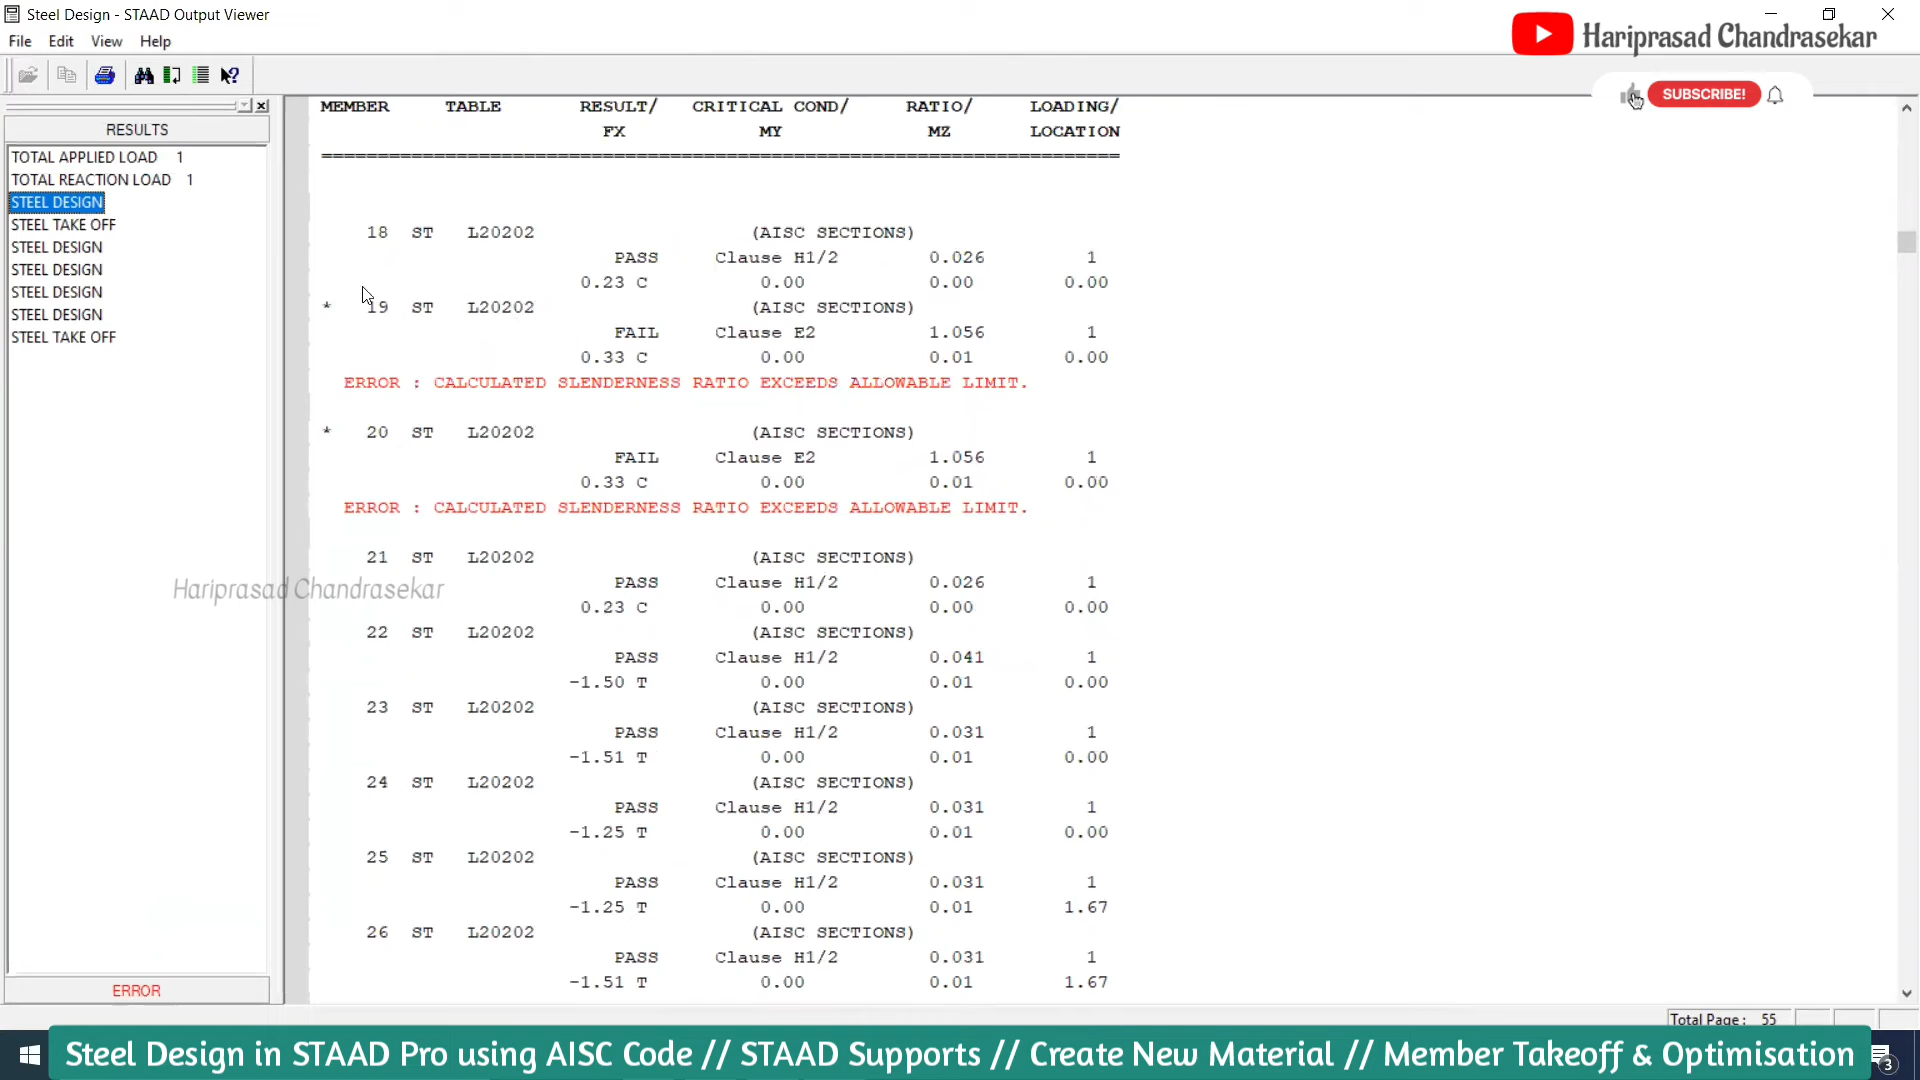 Steel Design - STAAD Output Viewer
File Edit View Help
Hariprasad Chandrasekar
SUBSCRIBE!
RESULTS
TOTAL APPLIED LOAD 1
TOTAL REACTION LOAD 1
STEEL DESIGN
STEEL TAKE OFF
STEEL DESIGN
STEEL DESIGN
STEEL DESIGN
STEEL DESIGN
STEEL TAKE OFF
ERROR
MEMBER TABLE RESULT/ CRITICAL COND/ RATIO/ LOADING/
FX MY MZ LOCATION
======================================================================
18 ST L20202 (AISC SECTIONS)
PASS Clause H1/2 0.026 1
0.23 C 0.00 0.00 0.00
* 19 ST L20202 (AISC SECTIONS)
FAIL Clause E2 1.056 1
0.33 C 0.00 0.01 0.00
ERROR : CALCULATED SLENDERNESS RATIO EXCEEDS ALLOWABLE LIMIT.
* 20 ST L20202 (AISC SECTIONS)
FAIL Clause E2 1.056 1
0.33 C 0.00 0.01 0.00
ERROR : CALCULATED SLENDERNESS RATIO EXCEEDS ALLOWABLE LIMIT.
21 ST L20202 (AISC SECTIONS)
PASS Clause H1/2 0.026 1
Hariprasad Chandrasekar
0.23 C 0.00 0.00 0.00
22 ST L20202 (AISC SECTIONS)
PASS Clause H1/2 0.041 1
-1.50 T 0.00 0.01 0.00
23 ST L20202 (AISC SECTIONS)
PASS Clause H1/2 0.031 1
-1.51 T 0.00 0.01 0.00
24 ST L20202 (AISC SECTIONS)
PASS Clause H1/2 0.031 1
-1.25 T 0.00 0.01 0.00
25 ST L20202 (AISC SECTIONS)
PASS Clause H1/2 0.031 1
-1.25 T 0.00 0.01 1.67
26 ST L20202 (AISC SECTIONS)
PASS Clause H1/2 0.031 1
-1.51 T 0.00 0.01 1.67
Total Page : 55
Steel Design in STAAD Pro using AISC Code // STAAD Supports // Create New Material // Member Takeoff & Optimisation
3